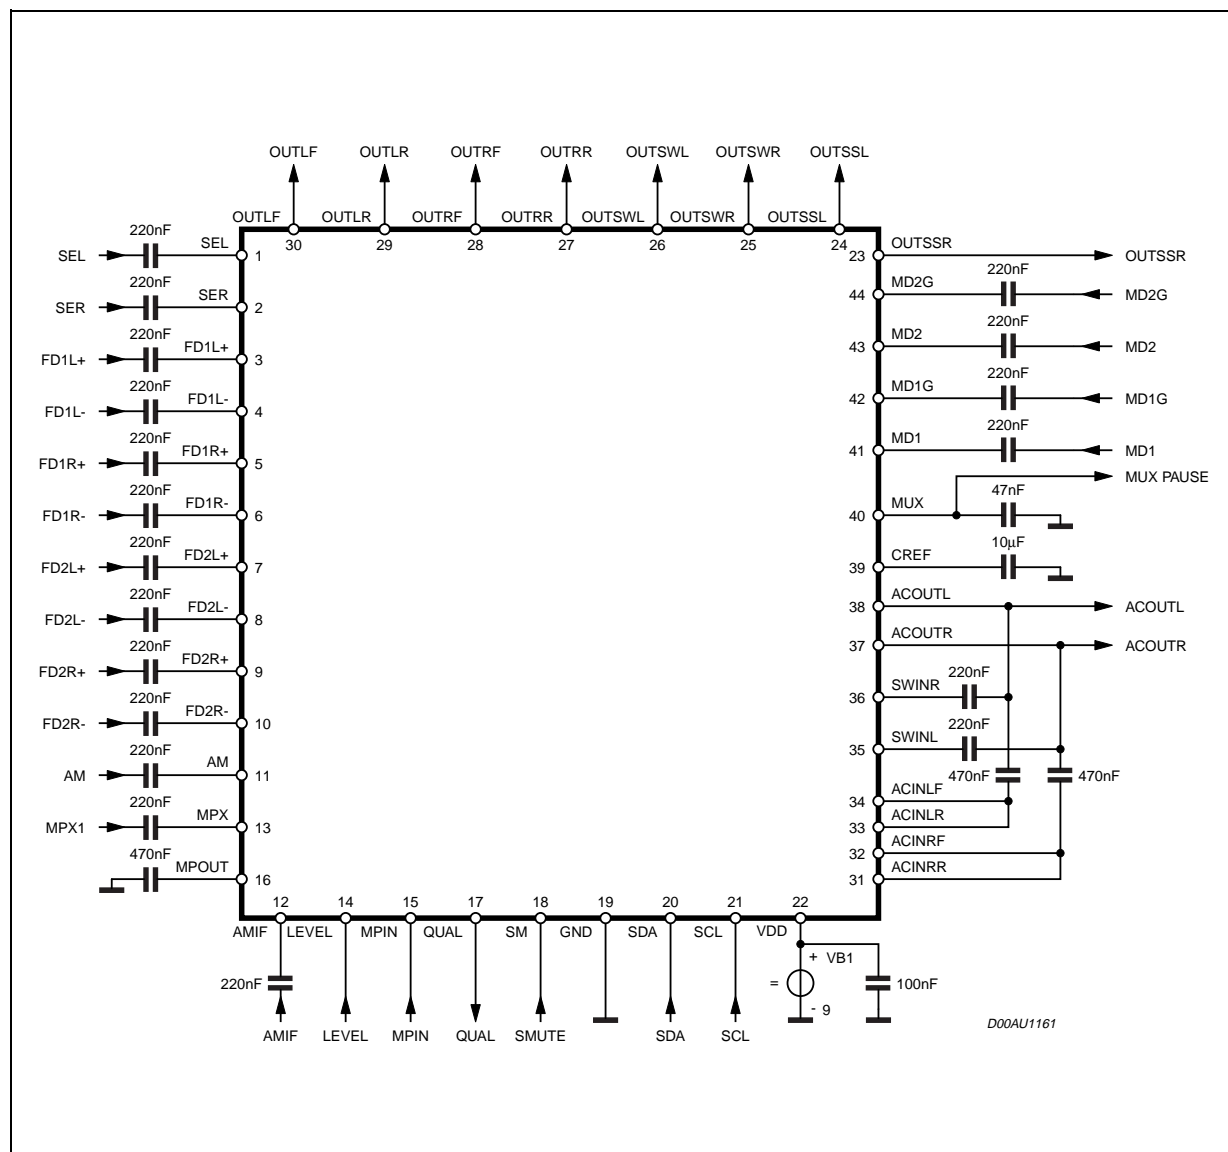 OUTLF OUTLR OUTRF OUTRR OUTSWL OUTSWR OUTSSL
OUTLF OUTLR OUTRF OUTRR OUTSWL OUTSWR OUTSSL
30 29 28 27 26 25 24
220nF
SEL SEL 1
220nF
SER SER 2
220nF
FD1L+ FD1L+ 3
220nF
FD1L- FD1L- 4
220nF
FD1R+ FD1R+ 5
220nF
FD1R- FD1R- 6
220nF
FD2L+ FD2L+ 7
220nF
FD2L- FD2L- 8
220nF
FD2R+ FD2R+ 9
220nF
FD2R- FD2R- 10
220nF
AM AM 11
220nF
MPX1 MPX 13
470nF
MPOUT 16
23 OUTSSR OUTSSR
220nF
44 MD2G MD2G
220nF
43 MD2 MD2
220nF
42 MD1G MD1G
220nF
41 MD1 MD1
MUX PAUSE
47nF
40 MUX
10µF
39 CREF
38 ACOUTL ACOUTL
37 ACOUTR ACOUTR
220nF
36 SWINR
220nF
35 SWINL
470nF 470nF
34 ACINLF
33 ACINLR
32 ACINRF
31 ACINRR
12 14 15 17 18 19 20 21 22
AMIF LEVEL MPIN QUAL SM GND SDA SCL VDD
220nF
+ VB1
=
- 9
100nF
AMIF LEVEL MPIN QUAL SMUTE SDA SCL
D00AU1161